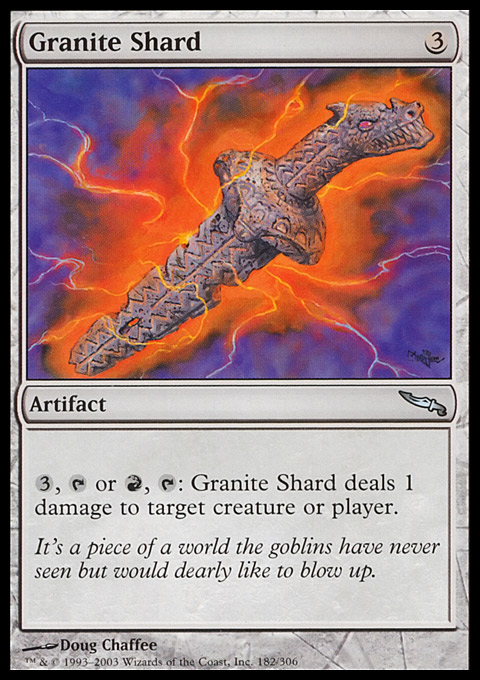 Granite Shard 3
Artifact
3, or , : Granite Shard deals 1
damage to target creature or player.
It's a piece of a world the goblins have never
seen but would dearly like to blow up.
Doug Chaffee
™ & © 1993–2003 Wizards of the Coast, Inc. 182/306